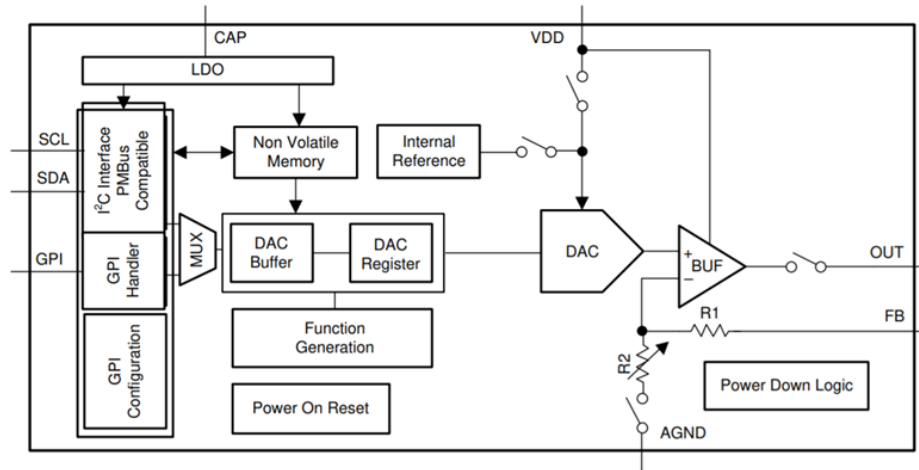 CAP
VDD
LDO
SCL
SDA
GPI
I²C Interface
PMBus
Compatible
GPI
Handler
GPI
Configuration
Non Volatile
Memory
Internal
Reference
MUX
DAC
Buffer
DAC
Register
Function
Generation
Power On Reset
DAC
+
BUF
−
OUT
R1
FB
R2
Power Down Logic
AGND